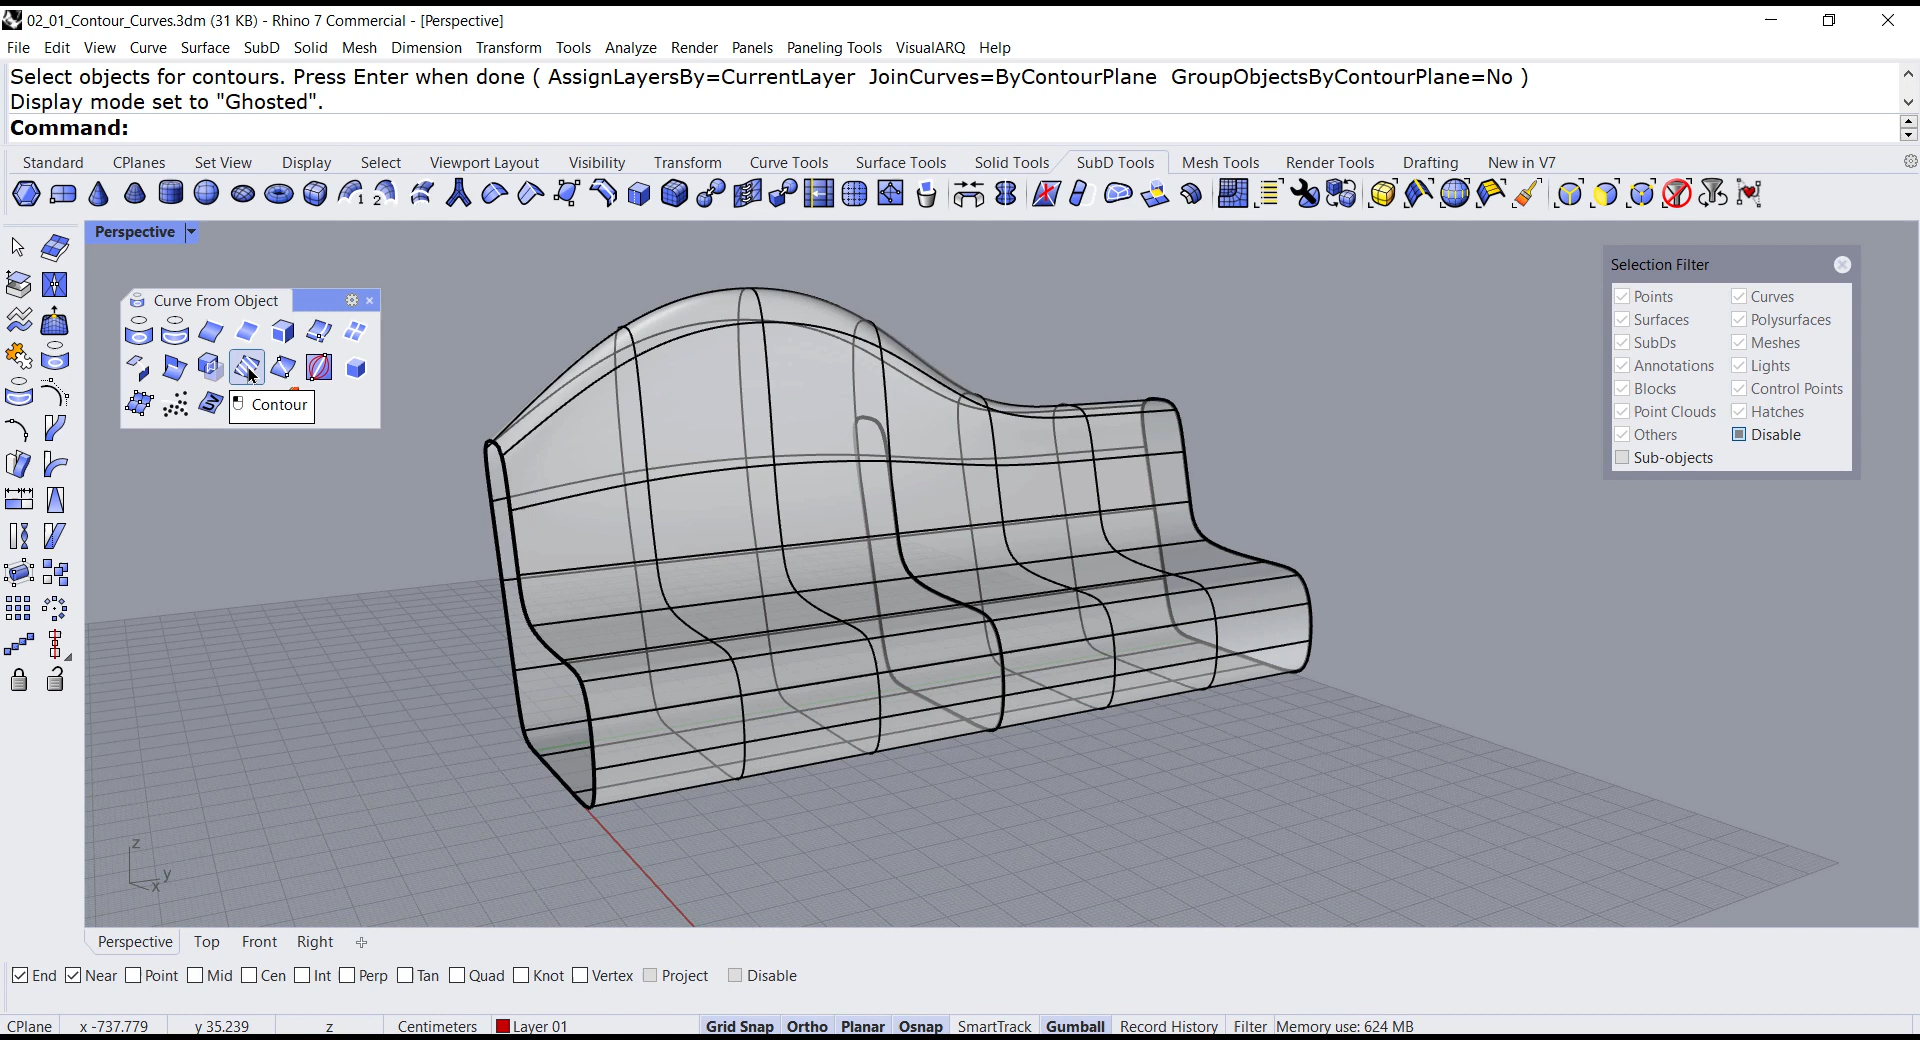 02_01_Contour_Curves.3dm (31 KB) - Rhino 7 Commercial - [Perspective]
File Edit View Curve Surface SubD Solid Mesh Dimension Transform Tools Analyze Render Panels Paneling Tools VisualARQ Help
Select objects for contours. Press Enter when done ( AssignLayersBy=CurrentLayer JoinCurves=ByContourPlane GroupObjectsByContourPlane=No )
Display mode set to "Ghosted".
Command:
Standard CPlanes Set View Display Select Viewport Layout Visibility Transform Curve Tools Surface Tools Solid Tools SubD Tools Mesh Tools Render Tools Drafting New in V7
Perspective
Selection Filter
Points Curves
Surfaces Polysurfaces
SubDs Meshes
Annotations Lights
Blocks Control Points
Point Clouds Hatches
Others Disable
Sub-objects
Curve From Object
Contour
z
y
x
Perspective Top Front Right
End Near Point Mid Cen Int Perp Tan Quad Knot Vertex Project Disable
CPlane x -737.779 y 35.239 z Centimeters Layer 01 Grid Snap Ortho Planar Osnap SmartTrack Gumball Record History Filter Memory use: 624 MB